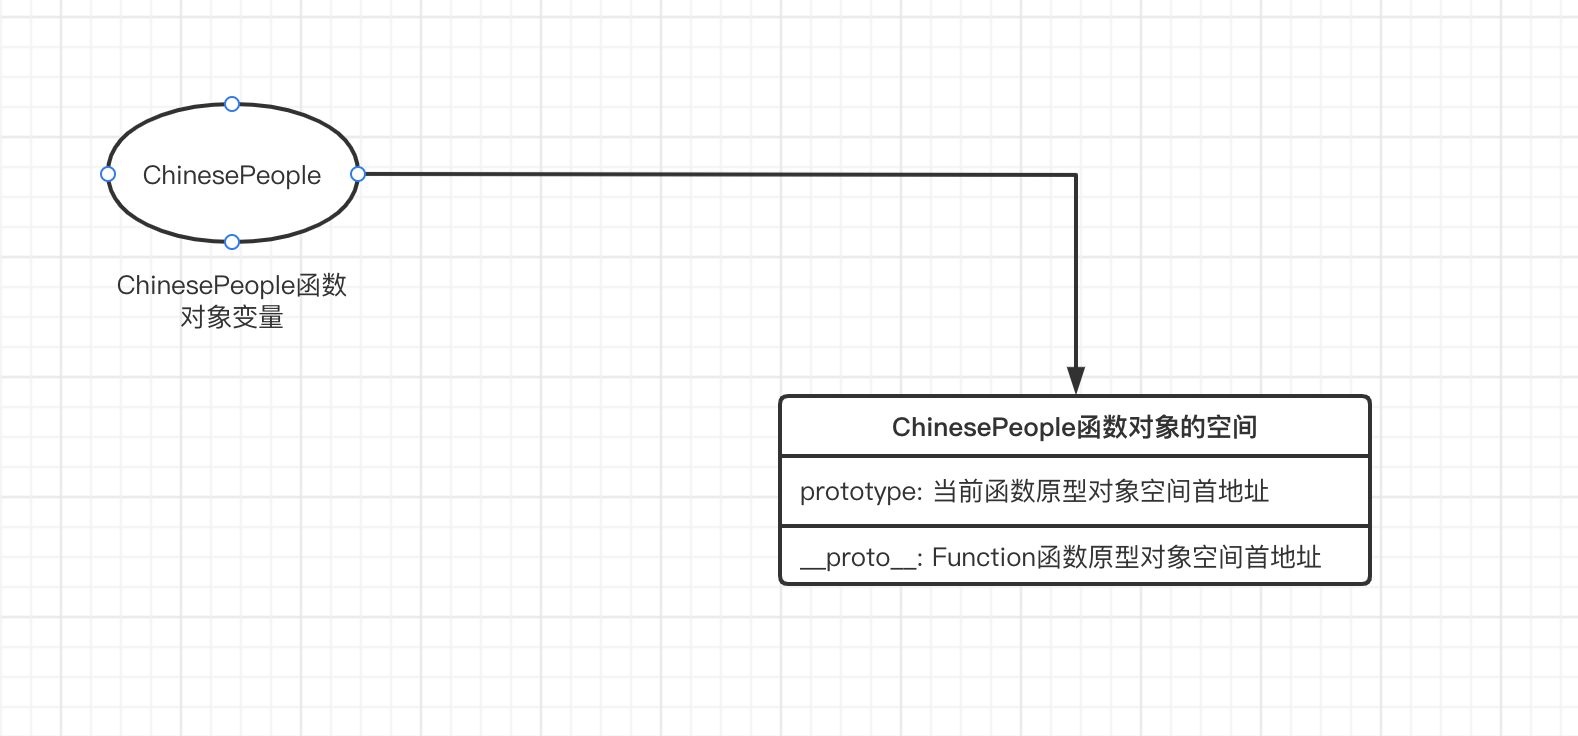 ChinesePeople
ChinesePeople函数
对象变量
ChinesePeople函数对象的空间
prototype: 当前函数原型对象空间首地址
__proto__: Function函数原型对象空间首地址